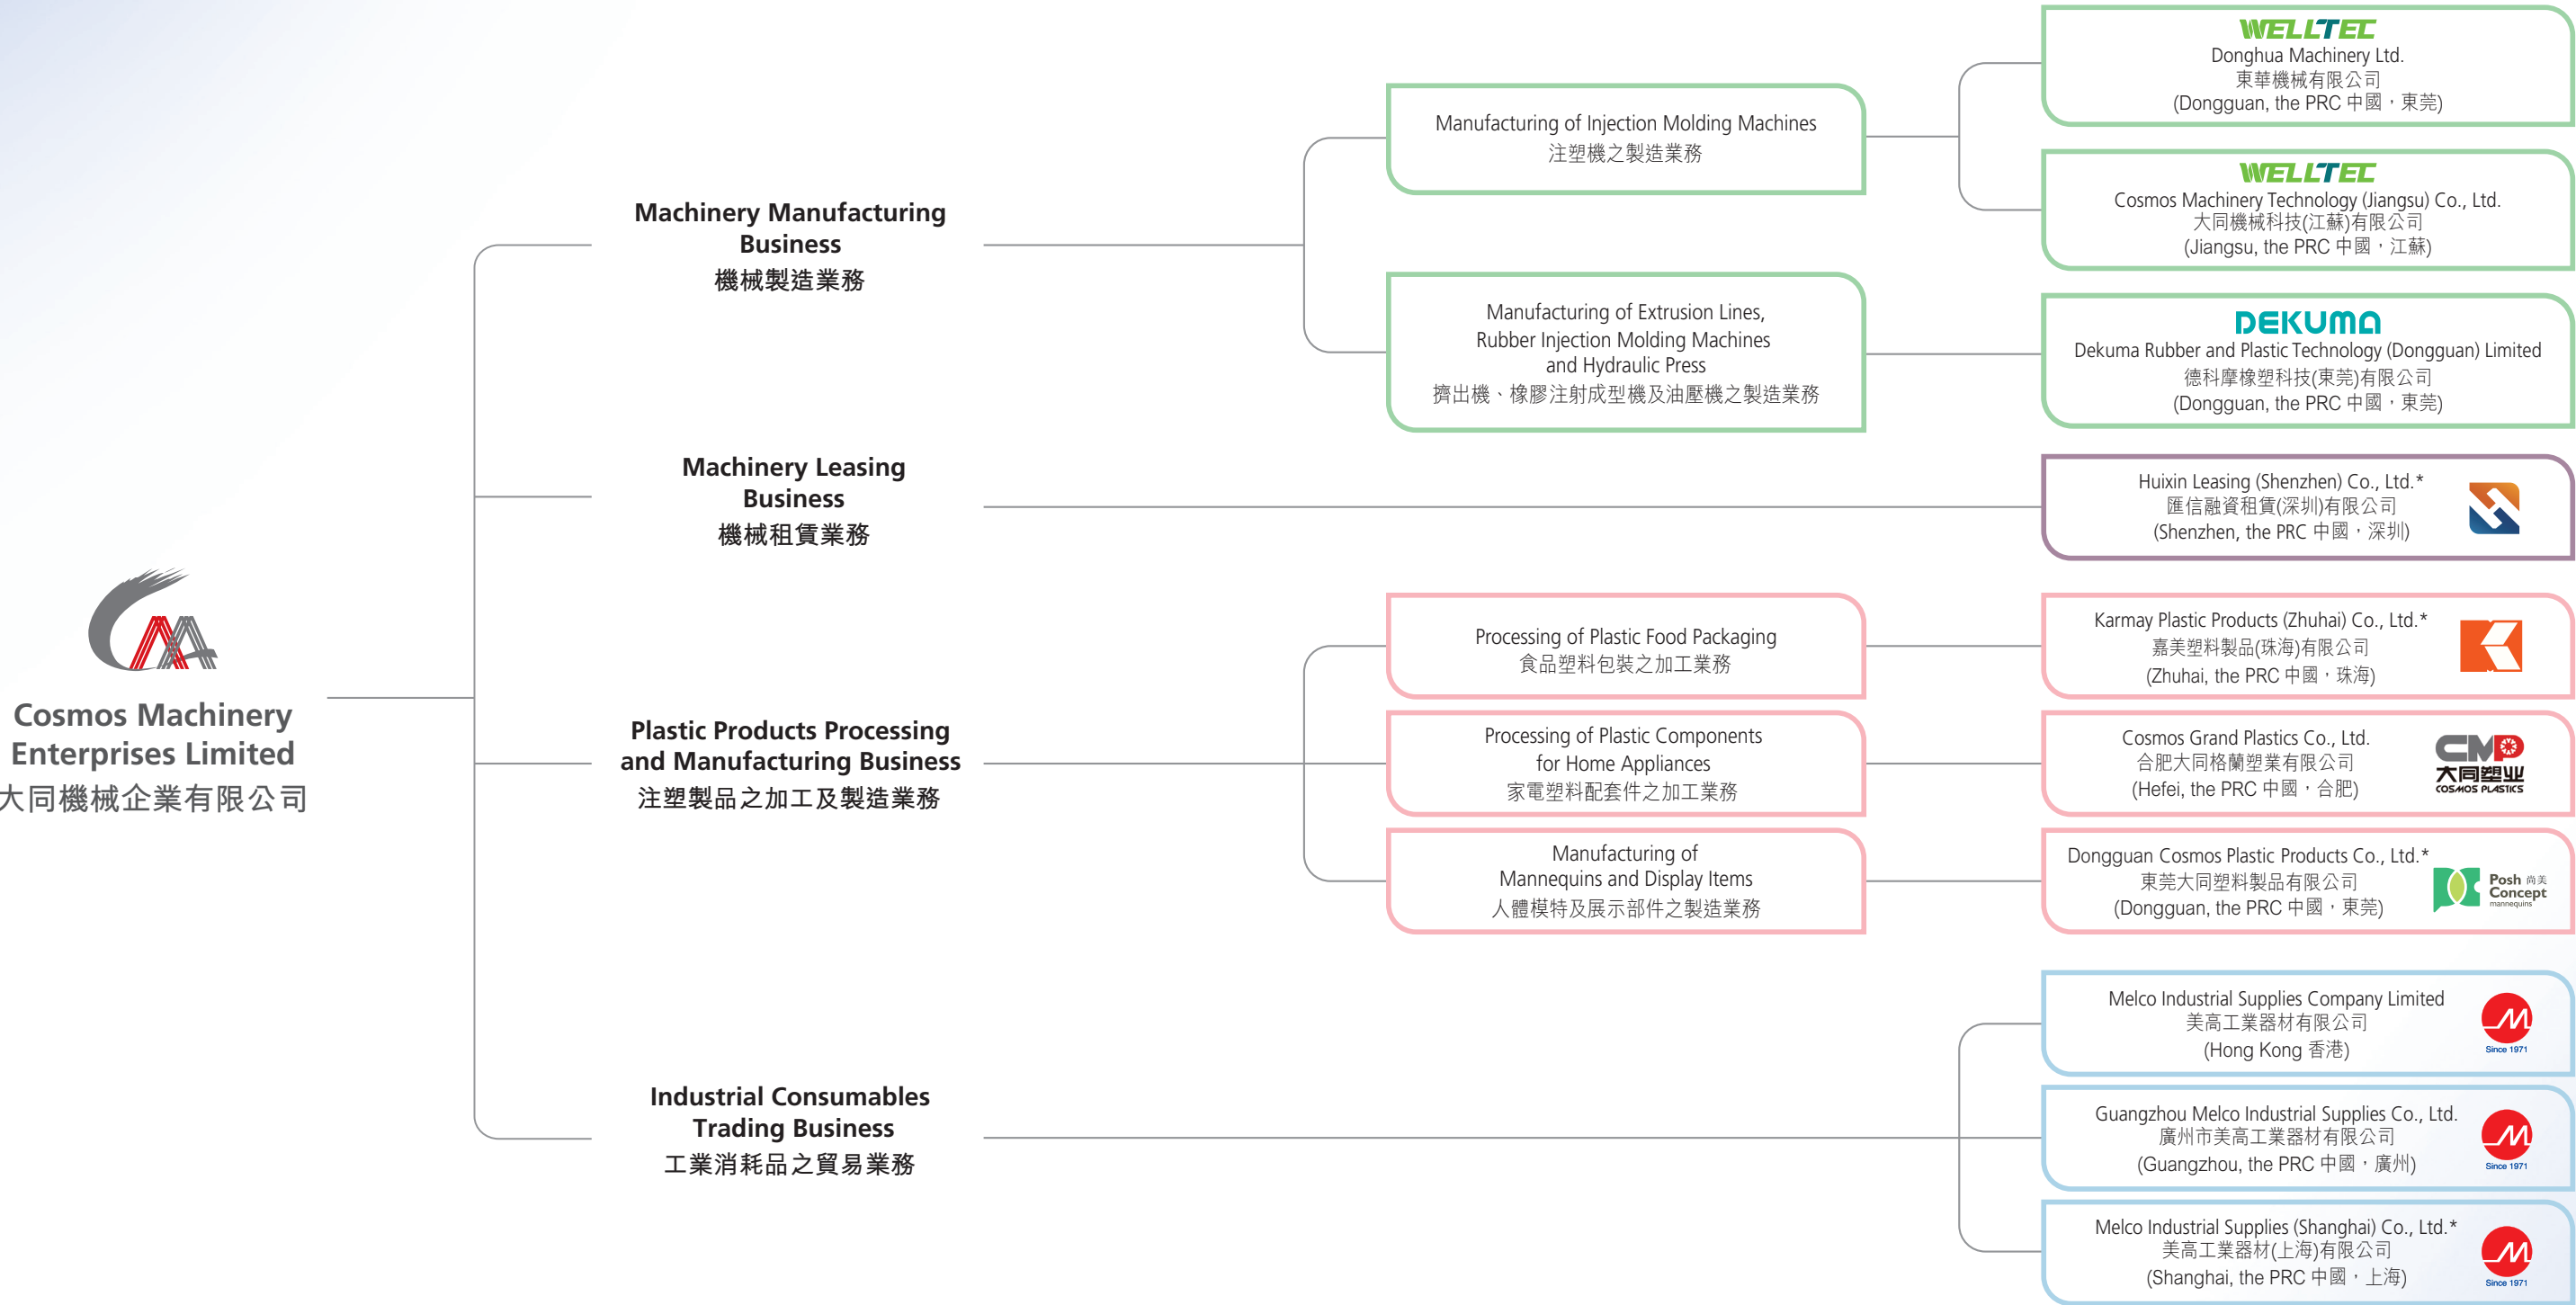 Cosmos Machinery
Enterprises Limited
大同機械企業有限公司
Machinery Manufacturing
Business
機械製造業務
Manufacturing of Injection Molding Machines
注塑機之製造業務
WELLTEC
Donghua Machinery Ltd.
東華機械有限公司
(Dongguan, the PRC 中國，東莞)
WELLTEC
Cosmos Machinery Technology (Jiangsu) Co., Ltd.
大同機械科技(江蘇)有限公司
(Jiangsu, the PRC 中國，江蘇)
Manufacturing of Extrusion Lines,
Rubber Injection Molding Machines
and Hydraulic Press
擠出機、橡膠注射成型機及油壓機之製造業務
DEKUMA
Dekuma Rubber and Plastic Technology (Dongguan) Limited
德科摩橡塑科技(東莞)有限公司
(Dongguan, the PRC 中國，東莞)
Machinery Leasing
Business
機械租賃業務
Huixin Leasing (Shenzhen) Co., Ltd.*
匯信融資租賃(深圳)有限公司
(Shenzhen, the PRC 中國，深圳)
Plastic Products Processing
and Manufacturing Business
注塑製品之加工及製造業務
Processing of Plastic Food Packaging
食品塑料包裝之加工業務
Karmay Plastic Products (Zhuhai) Co., Ltd.*
嘉美塑料製品(珠海)有限公司
(Zhuhai, the PRC 中國，珠海)
Processing of Plastic Components
for Home Appliances
家電塑料配套件之加工業務
Cosmos Grand Plastics Co., Ltd.
合肥大同格蘭塑業有限公司
(Hefei, the PRC 中國，合肥)
CMP
大同塑业
COSMOS PLASTICS
Manufacturing of
Mannequins and Display Items
人體模特及展示部件之製造業務
Dongguan Cosmos Plastic Products Co., Ltd.*
東莞大同塑料製品有限公司
(Dongguan, the PRC 中國，東莞)
Posh 尚美
Concept
mannequins
Industrial Consumables
Trading Business
工業消耗品之貿易業務
Melco Industrial Supplies Company Limited
美高工業器材有限公司
(Hong Kong 香港)
Since 1971
Guangzhou Melco Industrial Supplies Co., Ltd.
廣州市美高工業器材有限公司
(Guangzhou, the PRC 中國，廣州)
Since 1971
Melco Industrial Supplies (Shanghai) Co., Ltd.*
美高工業器材(上海)有限公司
(Shanghai, the PRC 中國，上海)
Since 1971